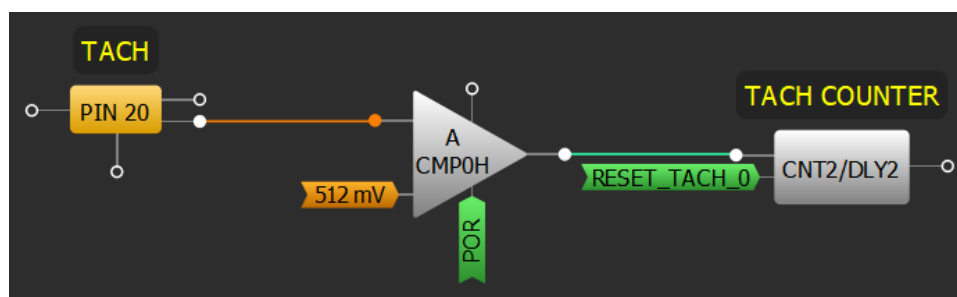 TACH
PIN 20
512 mV
A
CMP0H
POR
RESET_TACH_0
TACH COUNTER
CNT2/DLY2